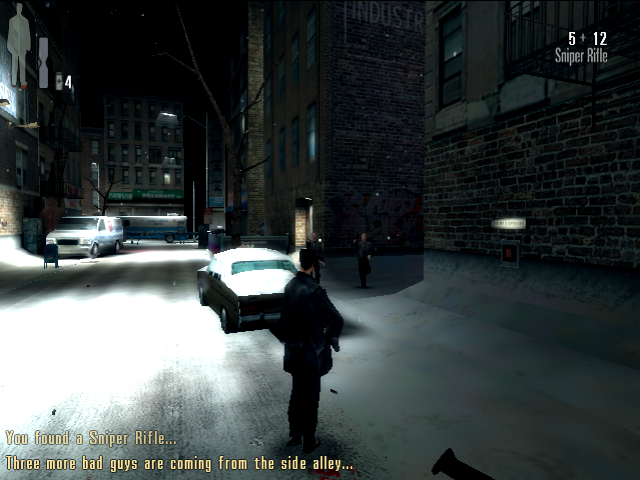 INDUSTR
5 + 12
Sniper Rifle
4
You found a Sniper Rifle...
Three more bad guys are coming from the side alley...